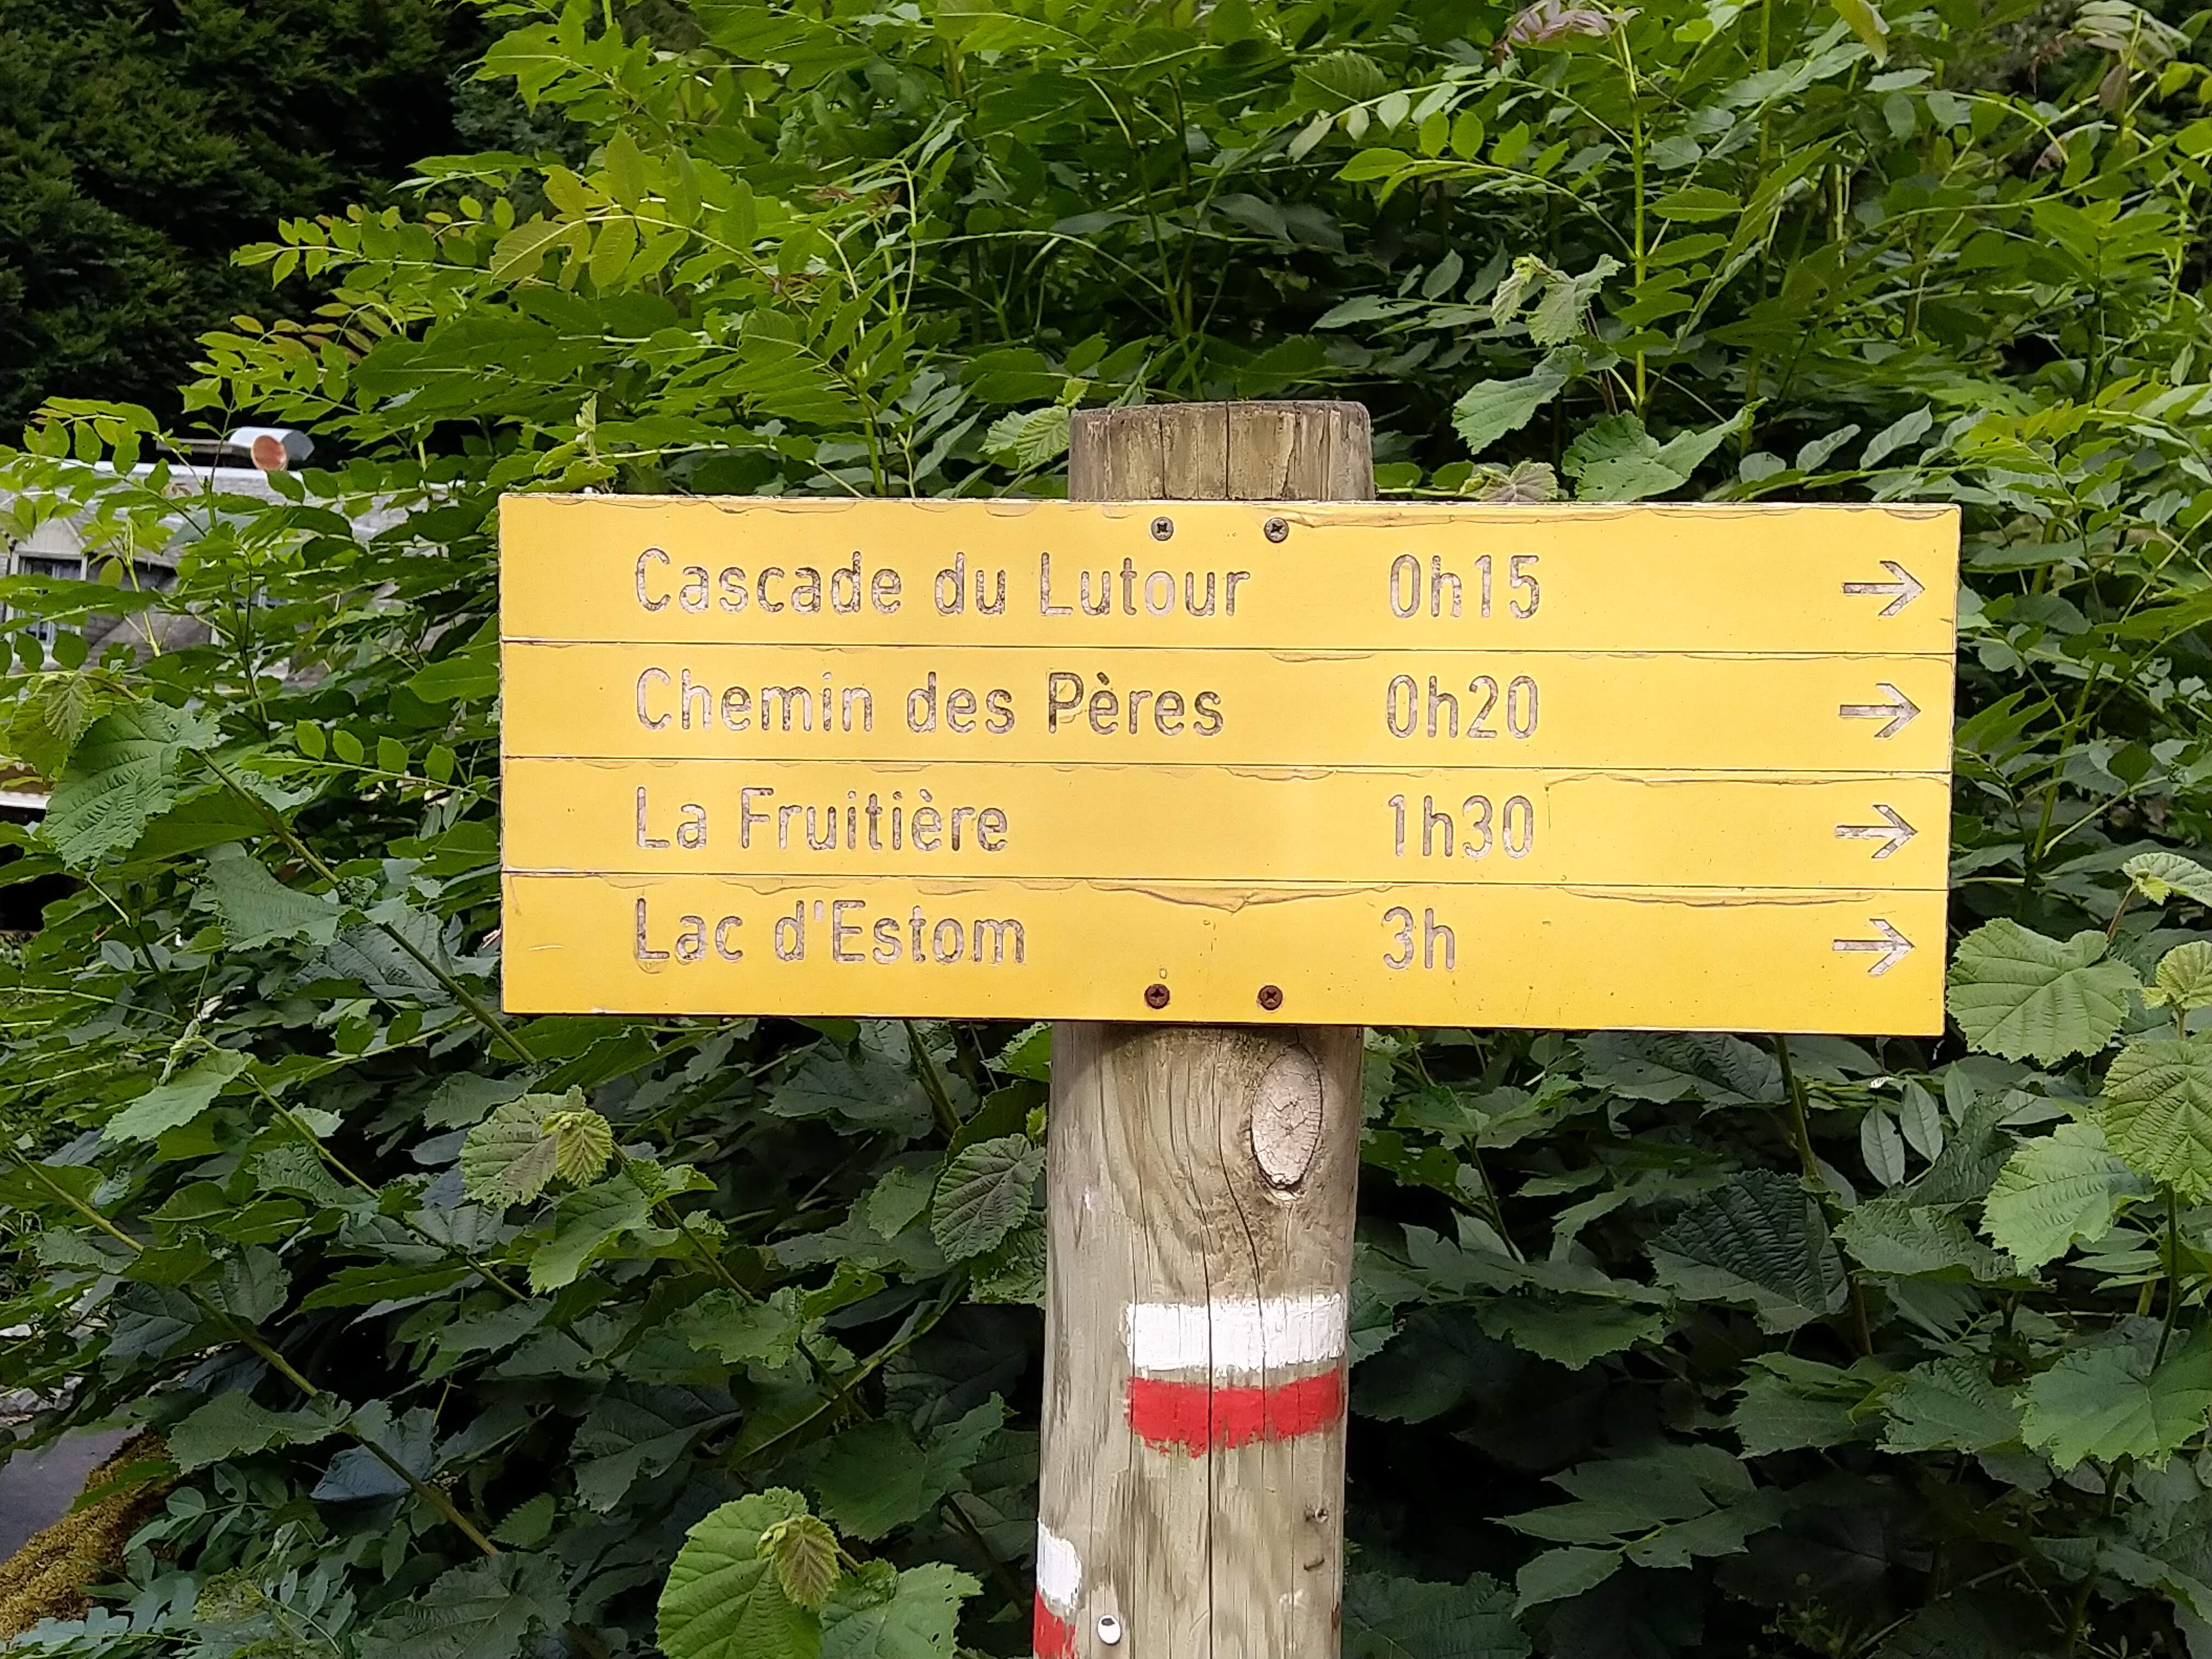 Cascade du Lutour 0h15 →
Chemin des Pères 0h20 →
La Fruitière 1h30 →
Lac d'Estom 3h →